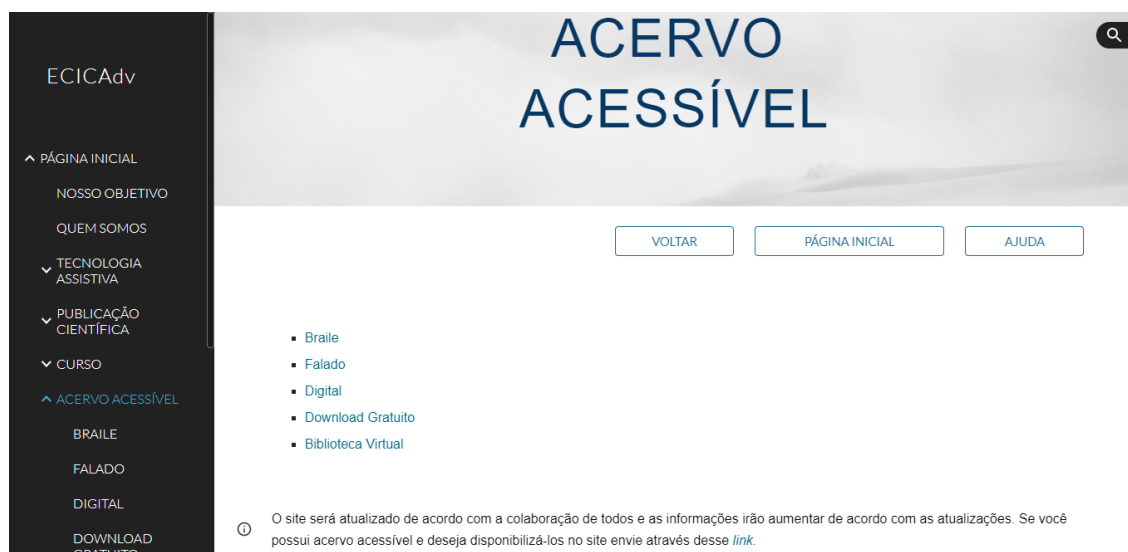 ECICAdv
PÁGINA INICIAL
NOSSO OBJETIVO
QUEM SOMOS
TECNOLOGIA
ASSISTIVA
PUBLICAÇÃO
CIENTÍFICA
CURSO
ACERVO ACESSÍVEL
BRAILE
FALADO
DIGITAL
DOWNLOAD
GRATUITO
ACERVO
ACESSÍVEL
VOLTAR
PÁGINA INICIAL
AJUDA
Braile
Falado
Digital
Download Gratuito
Biblioteca Virtual
O site será atualizado de acordo com a colaboração de todos e as informações irão aumentar de acordo com as atualizações. Se você
possui acervo acessível e deseja disponibilizá-los no site envie através desse link.